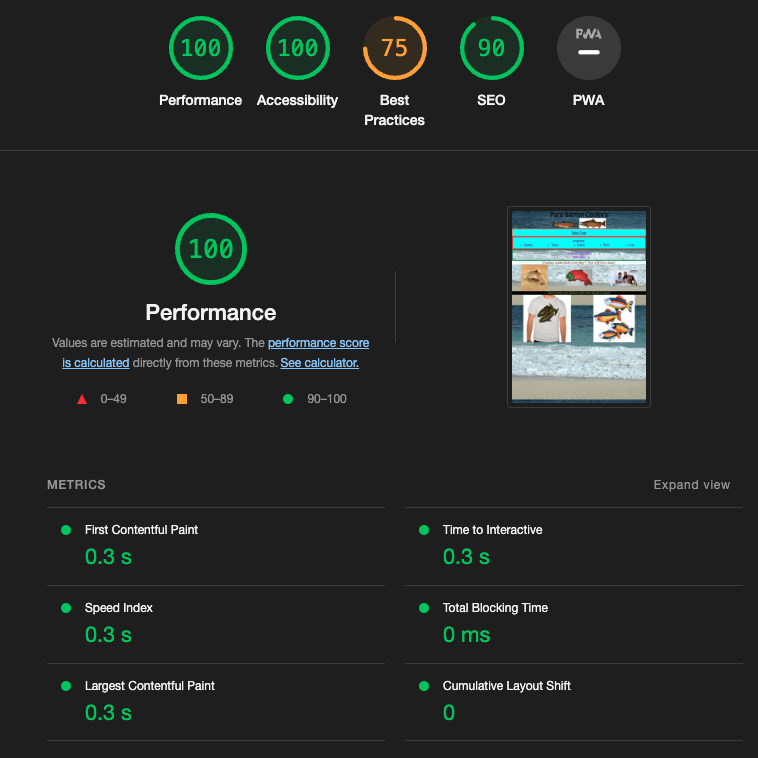 100
100
75
90
PWA
Performance
Accessibility
Best
Practices
SEO
PWA
100
Performance
Values are estimated and may vary. The performance score
is calculated directly from these metrics. See calculator.
0–49
50–89
90–100
METRICS
Expand view
First Contentful Paint
0.3 s
Time to Interactive
0.3 s
Speed Index
0.3 s
Total Blocking Time
0 ms
Largest Contentful Paint
0.3 s
Cumulative Layout Shift
0